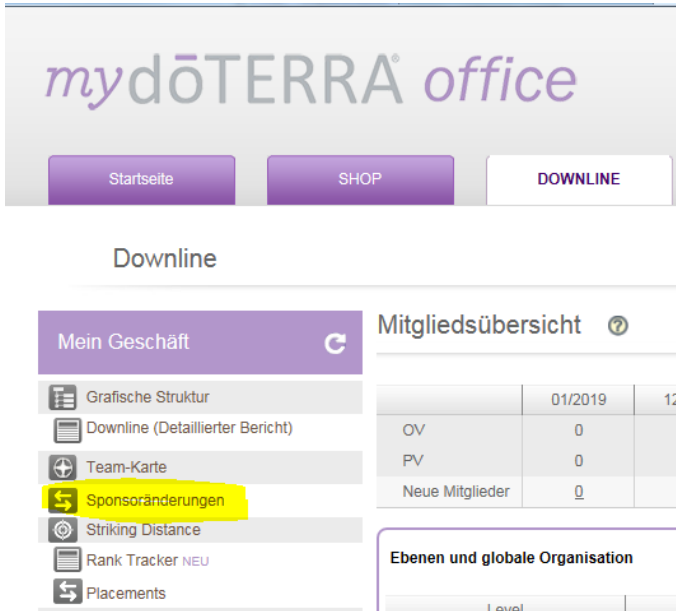 mydōTERRA® office
Startseite
SHOP
DOWNLINE
Downline
Mein Geschäft
Mitgliedsübersicht
Grafische Struktur
Downline (Detaillierter Bericht)
Team-Karte
Sponsoränderungen
Striking Distance
Rank Tracker NEU
Placements
01/2019 12
OV 0
PV 0
Neue Mitglieder 0
Ebenen und globale Organisation
Level